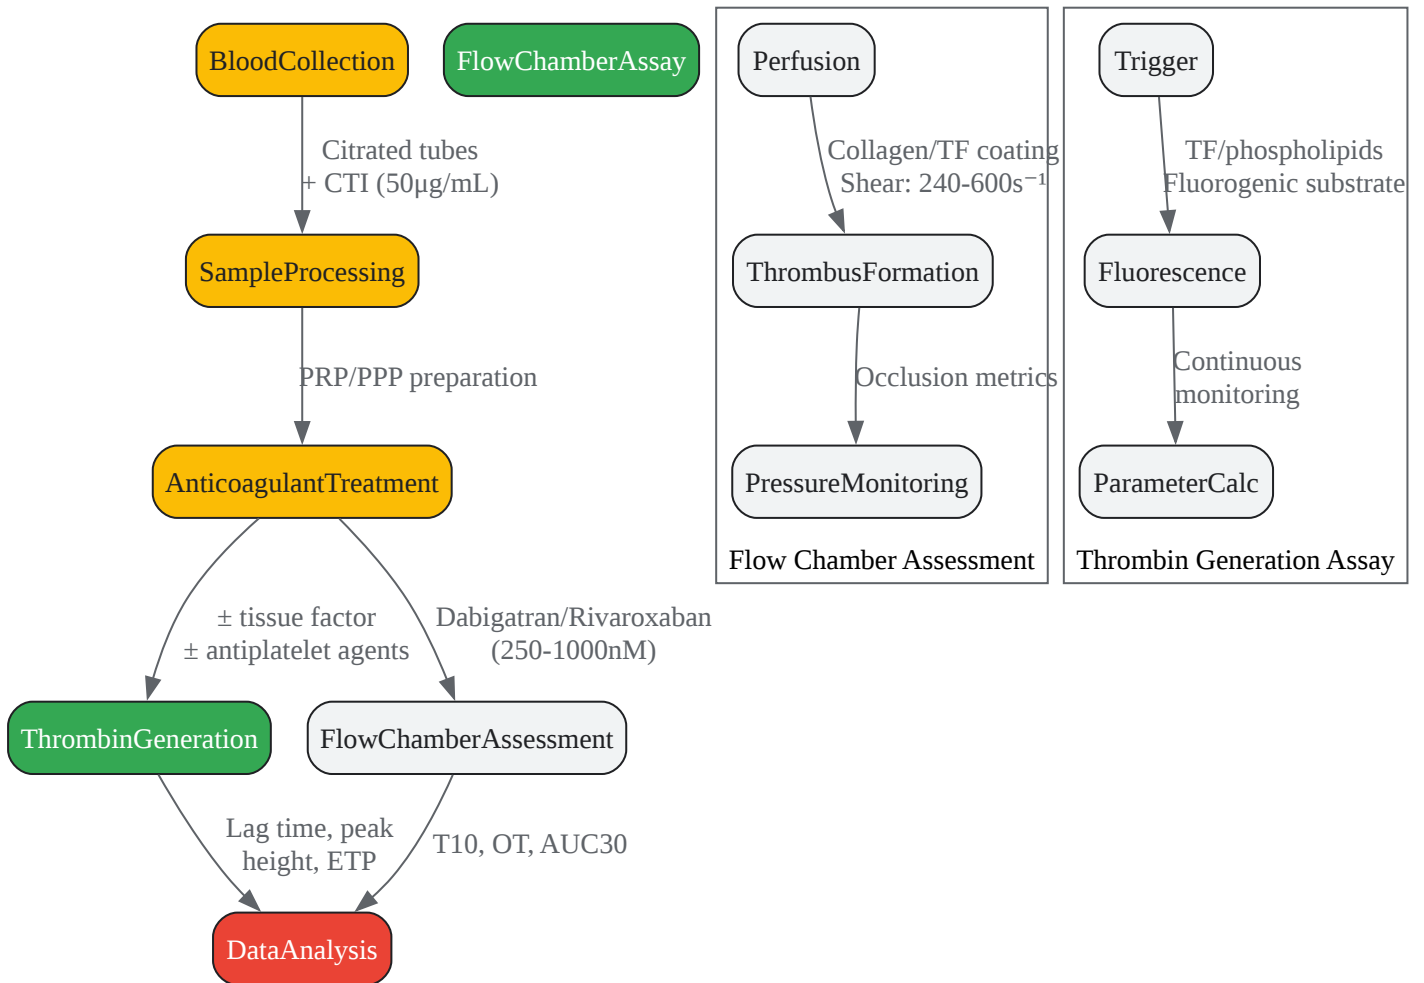 BloodCollection
FlowChamberAssay
Perfusion
Trigger
Citrated tubes
+ CTI (50μg/mL)
Collagen/TF coating
Shear: 240-600s⁻¹
TF/phospholipids
Fluorogenic substrate
SampleProcessing
ThrombusFormation
Fluorescence
PRP/PPP preparation
Occlusion metrics
Continuous
monitoring
AnticoagulantTreatment
PressureMonitoring
ParameterCalc
Flow Chamber Assessment
Thrombin Generation Assay
± tissue factor
± antiplatelet agents
Dabigatran/Rivaroxaban
(250-1000nM)
ThrombinGeneration
FlowChamberAssessment
Lag time, peak
height, ETP
T10, OT, AUC30
DataAnalysis